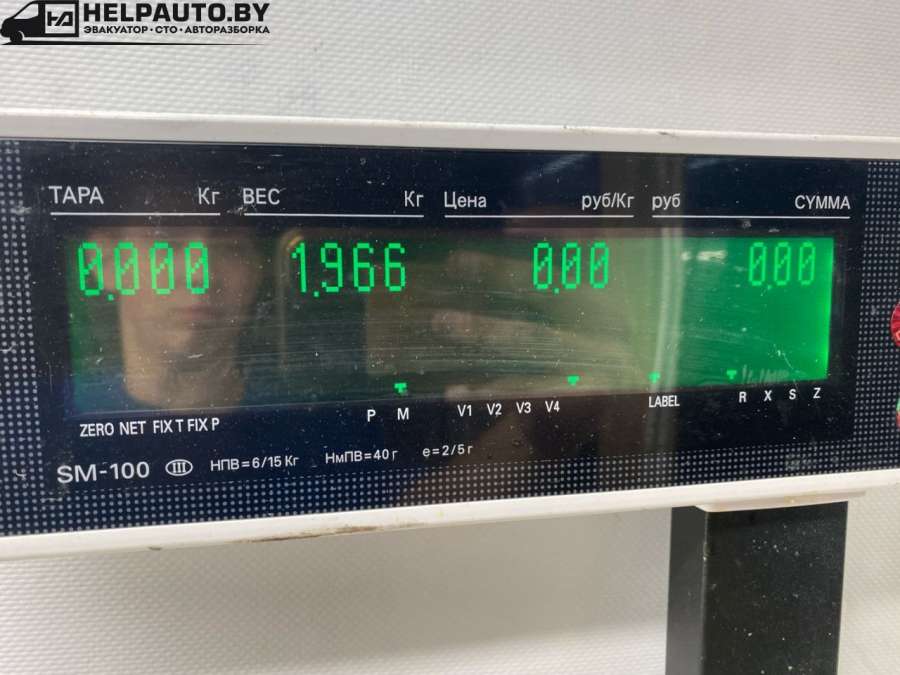 HELPAUTO.BY
ЭВАКУАТОР · СТО · АВТОРАЗБОРКА
ТАРА Кг ВЕС Кг Цена руб/Кг руб СУММА
0.000 1.966 0.00 0.00
ZERO NET FIX T FIX P P M V1 V2 V3 V4 LABEL R X S Z
SM-100 III НПВ=6/15 Кг НмПВ=40 г e=2/5 г